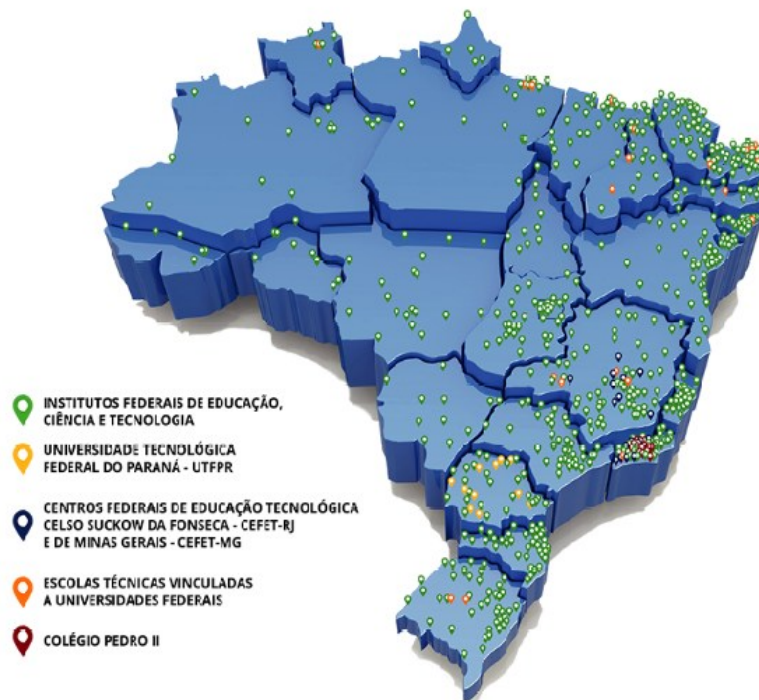 INSTITUTOS FEDERAIS DE EDUCAÇÃO,
CIÊNCIA E TECNOLOGIA
UNIVERSIDADE TECNOLÓGICA
FEDERAL DO PARANÁ - UTFPR
CENTROS FEDERAIS DE EDUCAÇÃO TECNOLÓGICA
CELSO SUCKOW DA FONSECA - CEFET-RJ
E DE MINAS GERAIS - CEFET-MG
ESCOLAS TÉCNICAS VINCULADAS
A UNIVERSIDADES FEDERAIS
COLÉGIO PEDRO II